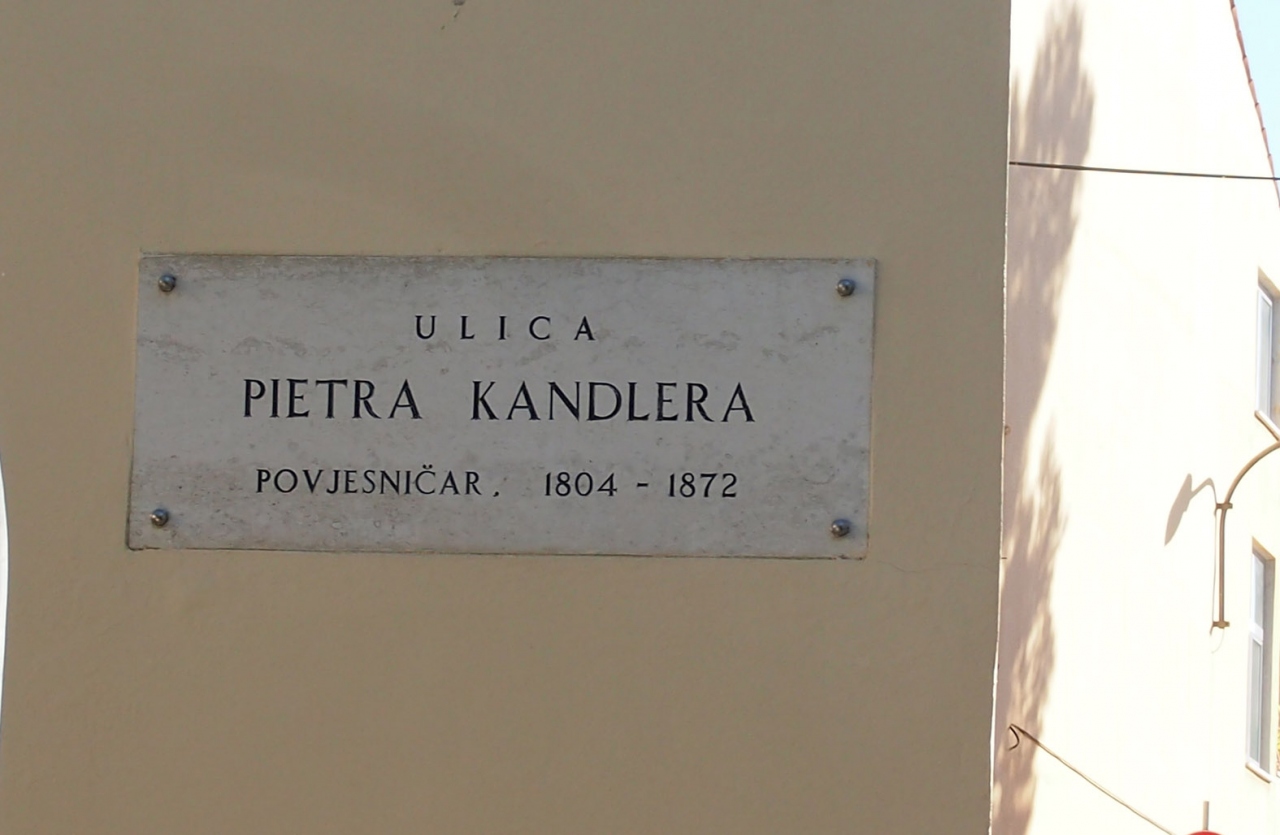 ULICA
PIETRA KANDLERA
POVJESNIČAR, 1804 - 1872